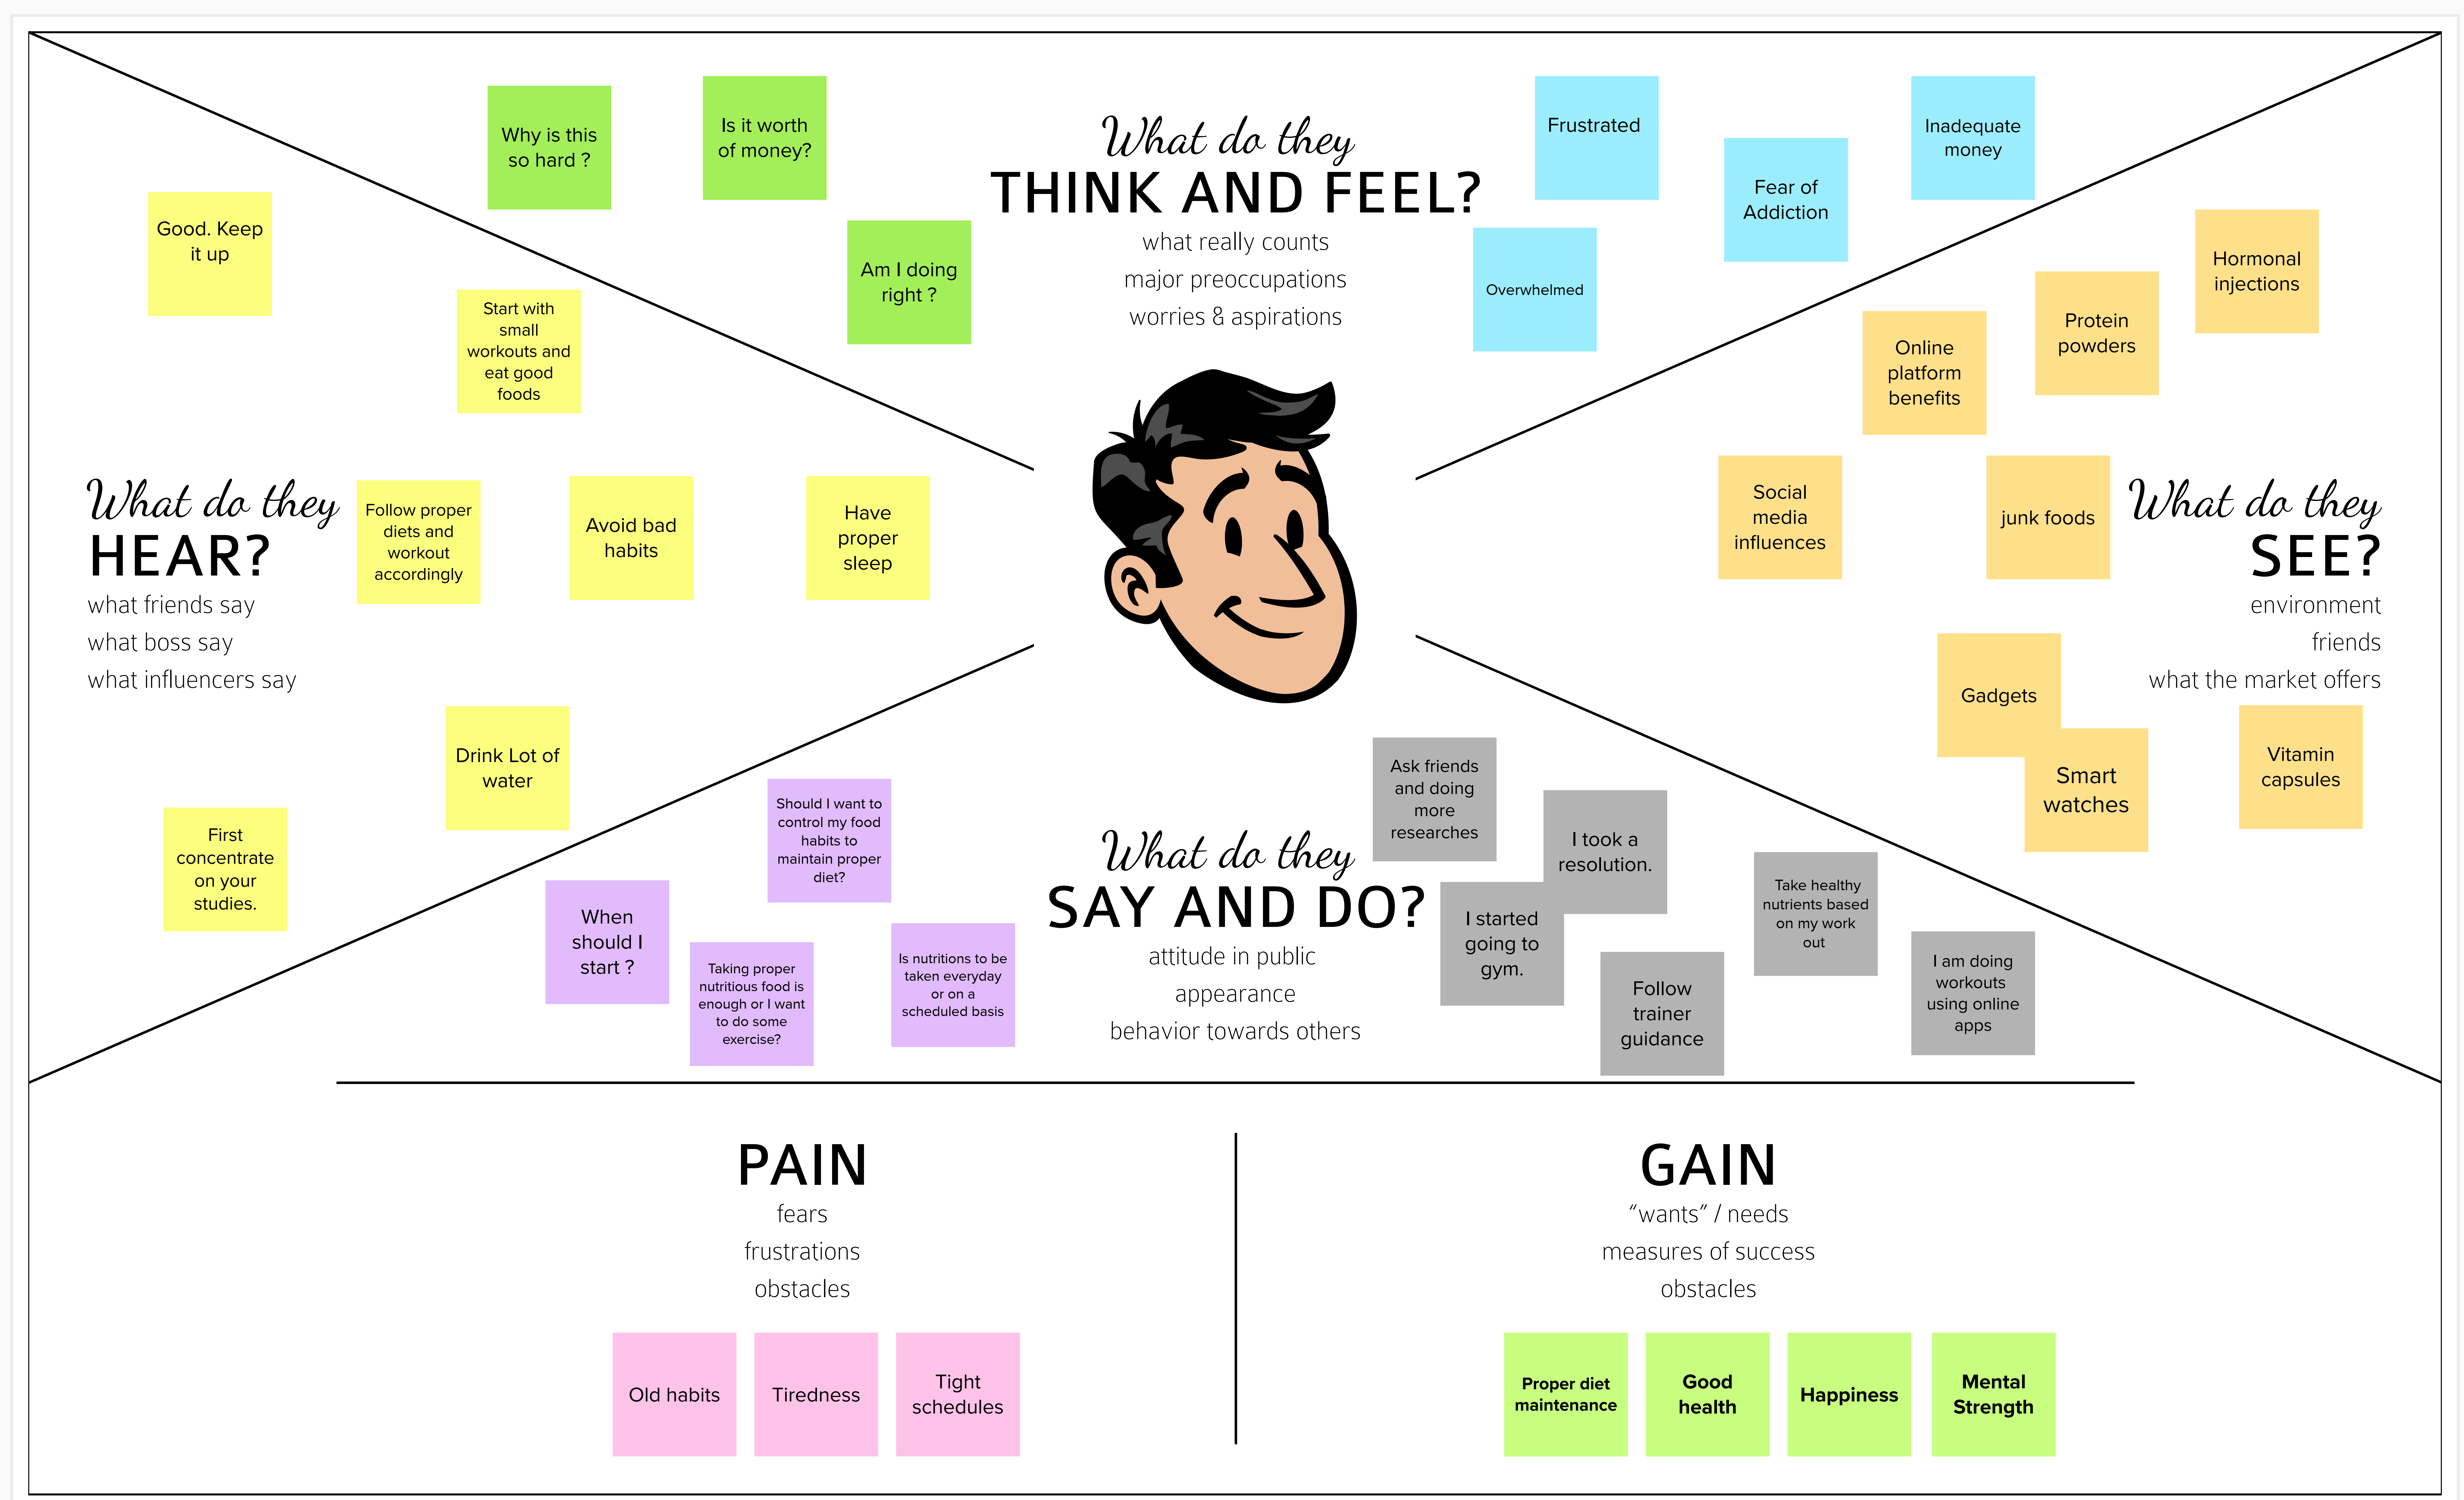 What do they
THINK AND FEEL?
what really counts
major preoccupations
worries & aspirations
Why is this
so hard ?
Is it worth
of money?
Am I doing
right ?
Frustrated
Fear of
Addiction
Inadequate
money
Overwhelmed
What do they
HEAR?
what friends say
what boss say
what influencers say
Good. Keep
it up
Start with
small
workouts and
eat good
foods
Follow proper
diets and
workout
accordingly
Avoid bad
habits
Have
proper
sleep
Drink Lot of
water
First
concentrate
on your
studies.
What do they
SEE?
environment
friends
what the market offers
Hormonal
injections
Protein
powders
Online
platform
benefits
Social
media
influences
junk foods
Gadgets
Smart
watches
Vitamin
capsules
What do they
SAY AND DO?
attitude in public
appearance
behavior towards others
Should I want to
control my food
habits to
maintain proper
diet?
When
should I
start ?
Taking proper
nutritious food is
enough or I want
to do some
exercise?
Is nutritions to be
taken everyday
or on a
scheduled basis
Ask friends
and doing
more
researches
I took a
resolution.
I started
going to
gym.
Take healthy
nutrients based
on my work
out
Follow
trainer
guidance
I am doing
workouts
using online
apps
PAIN
fears
frustrations
obstacles
Old habits
Tiredness
Tight
schedules
GAIN
“wants” / needs
measures of success
obstacles
Proper diet
maintenance
Good
health
Happiness
Mental
Strength